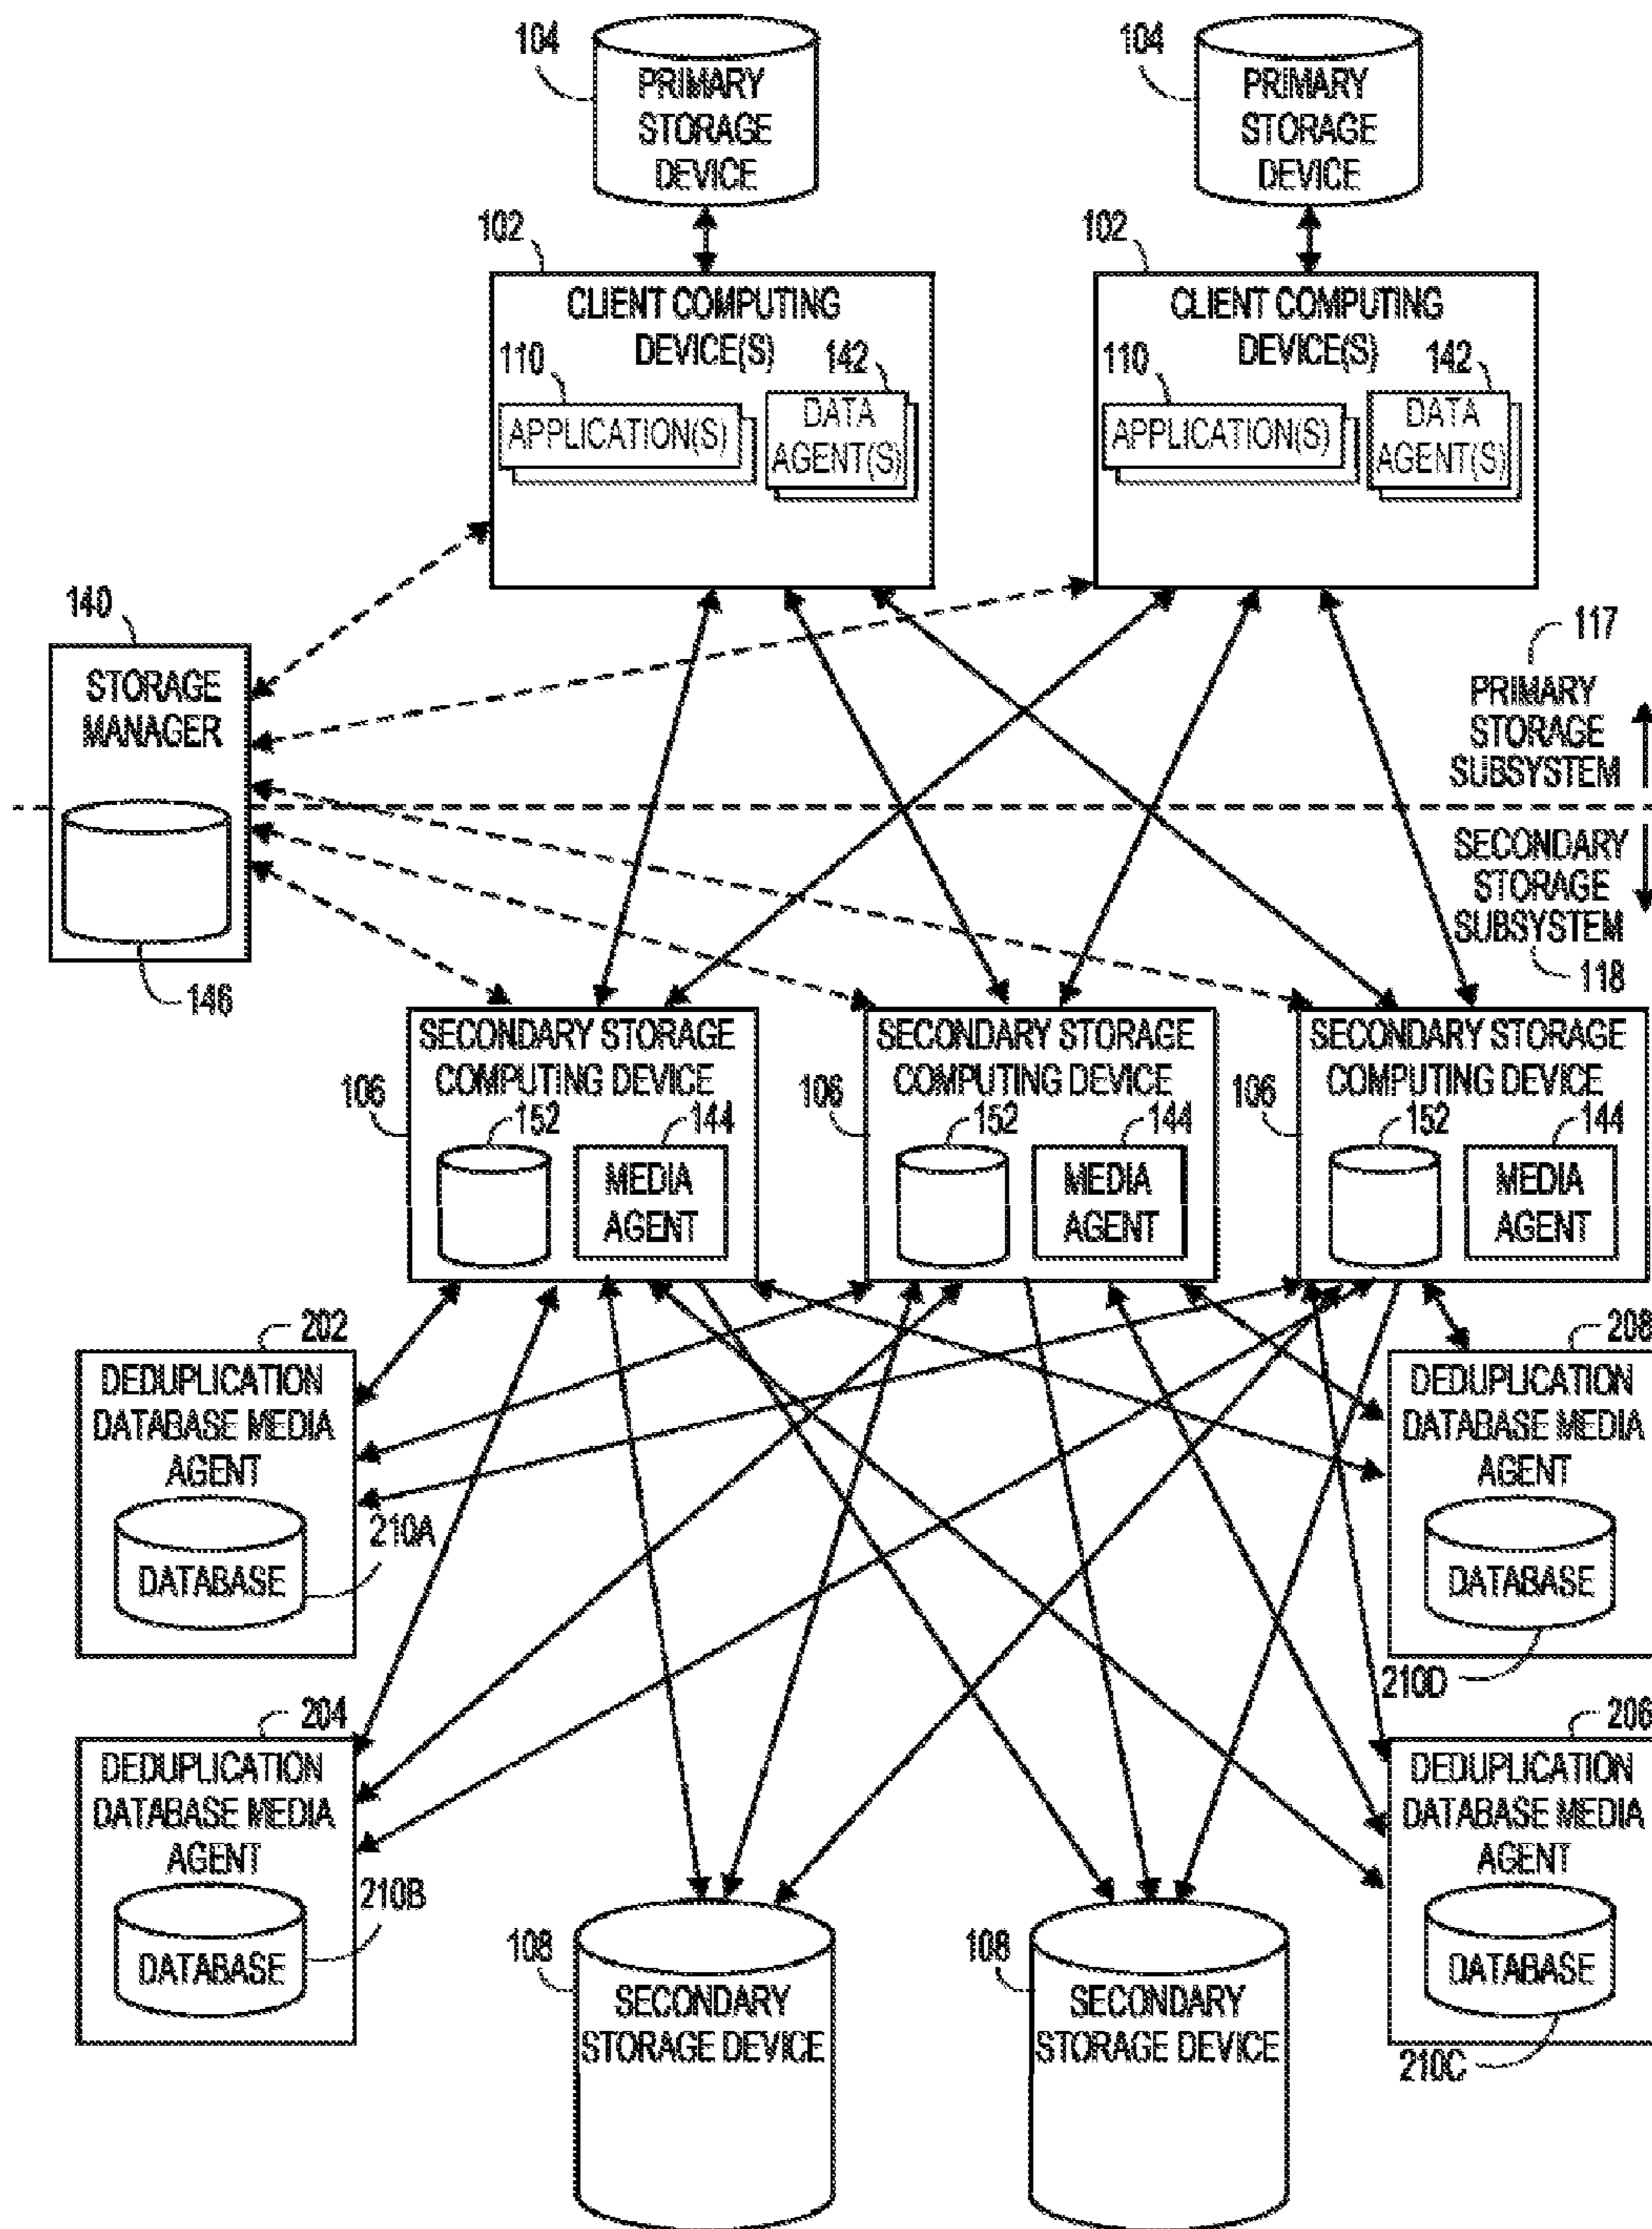 104
PRIMARY
STORAGE
DEVICE
104
PRIMARY
STORAGE
DEVICE
102
CLIENT COMPUTING
DEVICE(S)
110
142
APPLICATION(S)
DATA
AGENT(S)
102
CLIENT COMPUTING
DEVICE(S)
110
142
APPLICATION(S)
DATA
AGENT(S)
140
STORAGE
MANAGER
146
117
PRIMARY
STORAGE
SUBSYSTEM
SECONDARY
STORAGE
SUBSYSTEM
118
SECONDARY STORAGE
COMPUTING DEVICE
106
152
144
MEDIA
AGENT
SECONDARY STORAGE
COMPUTING DEVICE
106
152
144
MEDIA
AGENT
SECONDARY STORAGE
COMPUTING DEVICE
106
152
144
MEDIA
AGENT
202
DEDUPLICATION
DATABASE MEDIA
AGENT
210A
DATABASE
208
DEDUPLICATION
DATABASE MEDIA
AGENT
DATABASE
210D
204
DEDUPLICATION
DATABASE MEDIA
AGENT
210B
DATABASE
206
DEDUPLICATION
DATABASE MEDIA
AGENT
DATABASE
210C
108
SECONDARY
STORAGE DEVICE
108
SECONDARY
STORAGE DEVICE